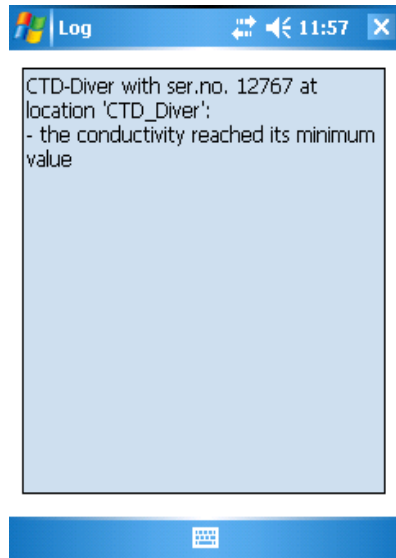 Log 11:57
CTD-Diver with ser.no. 12767 at
location 'CTD_Diver':
- the conductivity reached its minimum
value